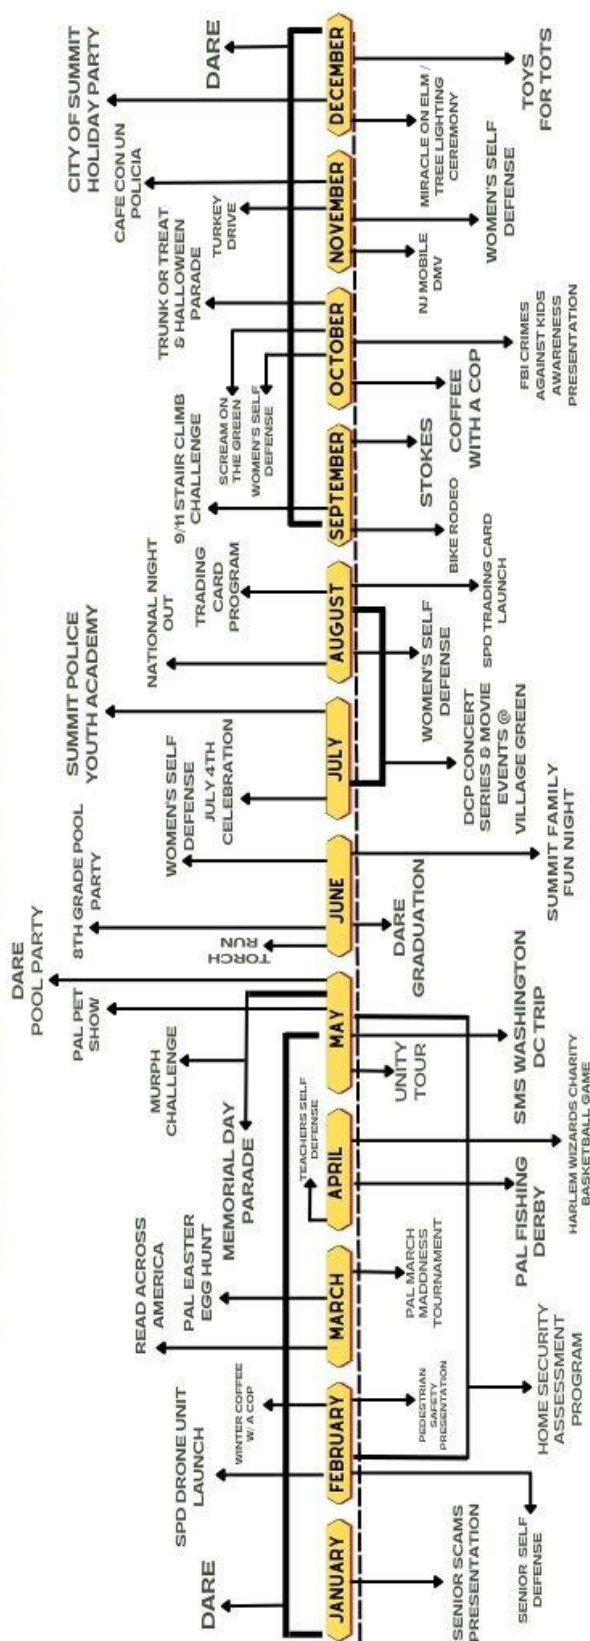 DARE
SPD DRONE UNIT
LAUNCH
WINTER COFFEE
W/ A COP
READ ACROSS
AMERICA
PAL EASTER
EGG HUNT
TEACHERS SELF
DEFENSE
MEMORIAL DAY
PARADE
MURPH
CHALLENGE
PAL PET
SHOW
DARE
POOL PARTY
TORCH
RUN
8TH GRADE POOL
PARTY
WOMEN'S SELF
DEFENSE
JULY 4TH
CELEBRATION
SUMMIT POLICE
YOUTH ACADEMY
NATIONAL NIGHT
OUT
TRADING
CARD
PROGRAM
9/11 STAIIR CLIMB
CHALLENGE
SCREAM ON
THE GREEN
WOMEN'S SELF
DEFENSE
TRUNK OR TREAT
& HALLOWEEN
PARADE
TURKEY
DRIVE
CAFE CON UN
POLICIA
CITY OF SUMMIT
HOLIDAY PARTY
DARE
JANUARY
FEBRUARY
MARCH
APRIL
MAY
JUNE
JULY
AUGUST
SEPTEMBER
OCTOBER
NOVEMBER
DECEMBER
SENIOR SCAMS
PRESENTATION
SENIOR SELF
DEFENSE
PEDESTRIAN
SAFETY
PRESENTATION
HOME SECURITY
ASSESSMENT
PROGRAM
PAL MARCH
MADDNESS
TOURNAMENT
PAL FISHING
DERBY
HARLEM WIZARDS CHARITY
BASKETBALL GAME
UNITY
TOUR
SMS WASHINGTON
DC TRIP
DARE
GRADUATION
SUMMIT FAMILY
FUN NIGHT
DCP CONCERT
SERIES & MOVIE
EVENTS @
VILLAGE GREEN
WOMEN'S SELF
DEFENSE
SPD TRADING CARD
LAUNCH
BIKE RODEO
STOKES
COFFEE
WITH A COP
FBI CRIMES
AGAINST KIDS
AWARENESS
PRESENTATION
NJ MOBILE
DMV
WOMEN'S SELF
DEFENSE
MIRACLE ON ELM /
TREE LIGHTING
CEREMONY
TOYS
FOR TOTS